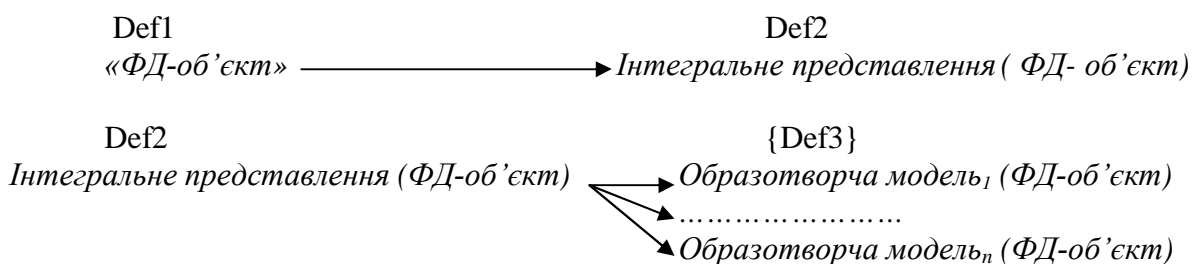 Def1 Def2
«ФД-об’єкт» Інтегральне представлення ( ФД- об’єкт)
Def2 {Def3}
Інтегральне представлення (ФД-об’єкт) Образотворча модель₁ (ФД-об’єкт)
……………………
Образотворча модельₙ (ФД-об’єкт)